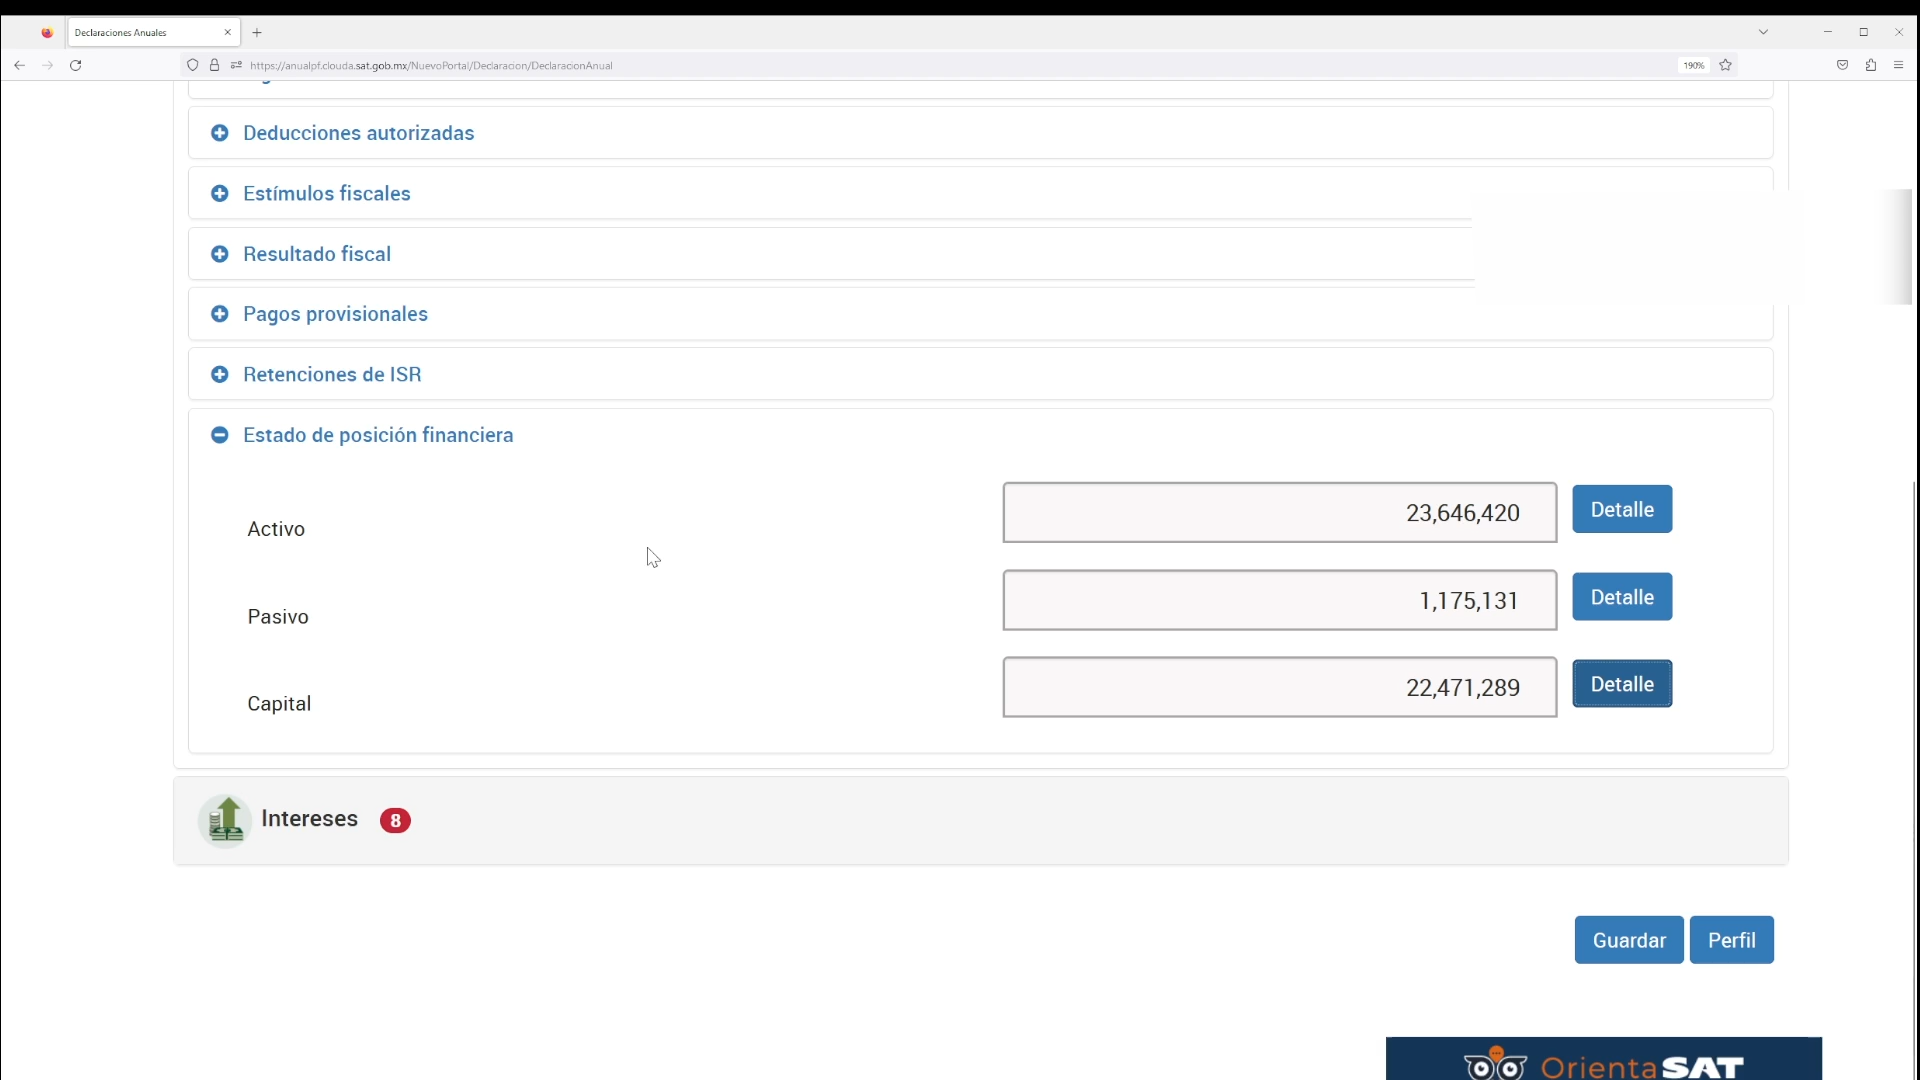 Declaraciones Anuales
https://anualpf.clouda.sat.gob.mx/NuevoPortal/Declaracion/DeclaracionAnual
190%
Deducciones autorizadas
Estímulos fiscales
Resultado fiscal
Pagos provisionales
Retenciones de ISR
Estado de posición financiera
Activo 23,646,420 Detalle
Pasivo 1,175,131 Detalle
Capital 22,471,289 Detalle
Intereses 8
Guardar Perfil
OrientaSAT